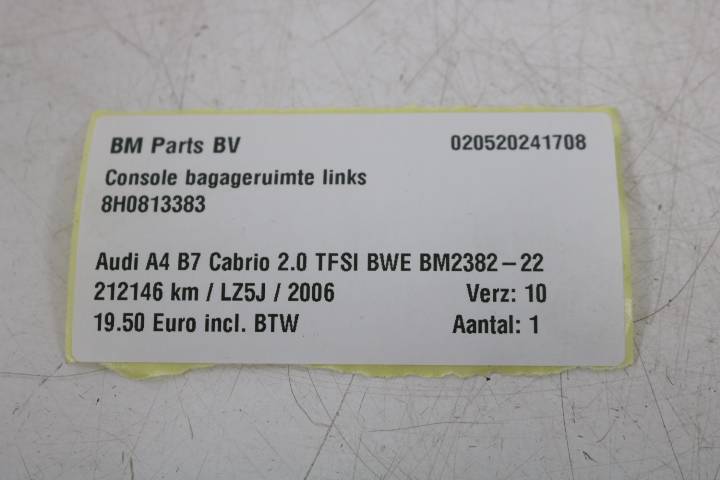 BM Parts BV 020520241708
Console bagageruimte links
8H0813383
Audi A4 B7 Cabrio 2.0 TFSI BWE BM2382-22
212146 km / LZ5J / 2006 Verz: 10
19.50 Euro incl. BTW Aantal: 1